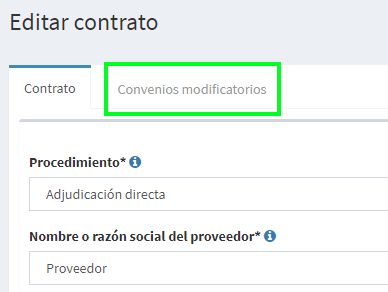 Editar contrato
Contrato Convenios modificatorios
Procedimiento*
Adjudicación directa
Nombre o razón social del proveedor*
Proveedor